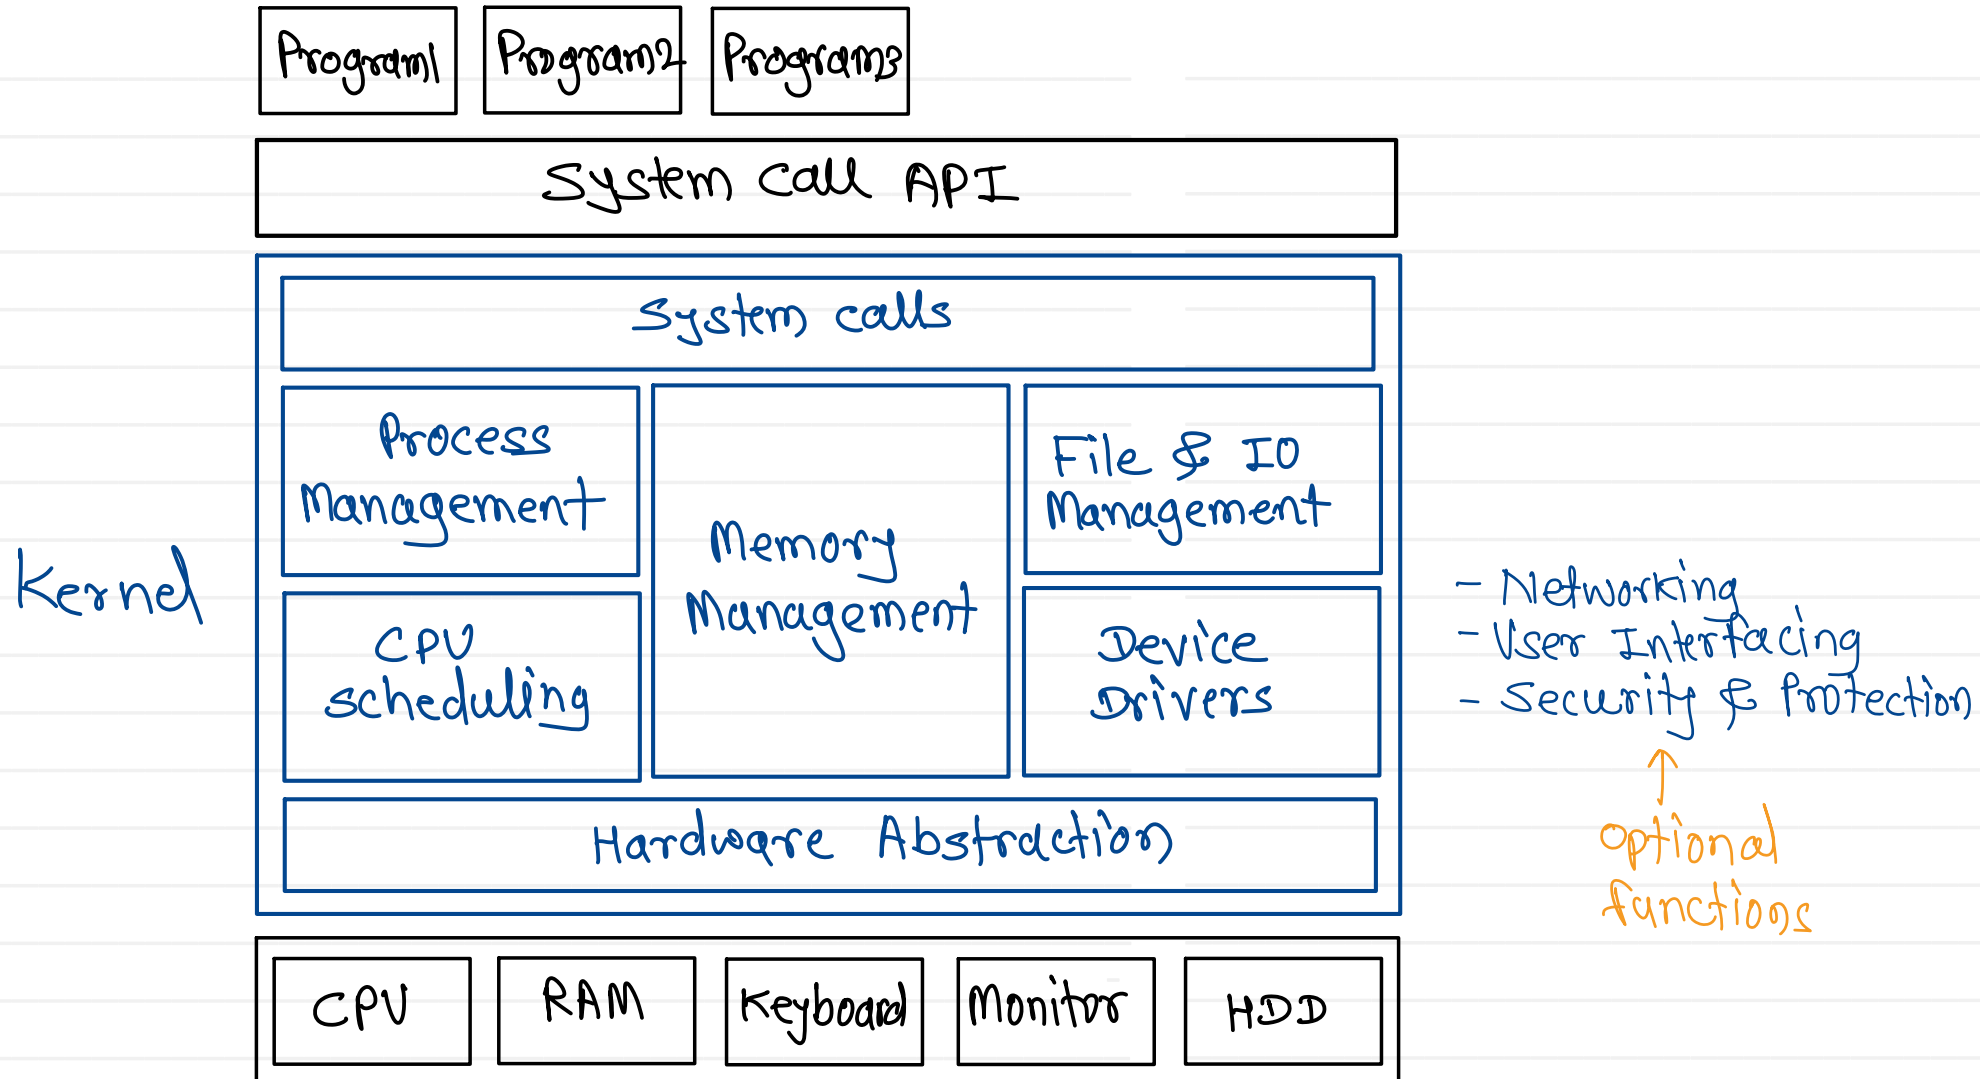 Program1 Program2 Program3
System Call API
System calls
Process
Management
Memory
Management
File & IO
Management
Kernel
CPU
scheduling
Device
Drivers
- Networking
- User Interfacing
- Security & Protection
Optional
functions
Hardware Abstraction
CPU RAM Keyboard Monitor HDD